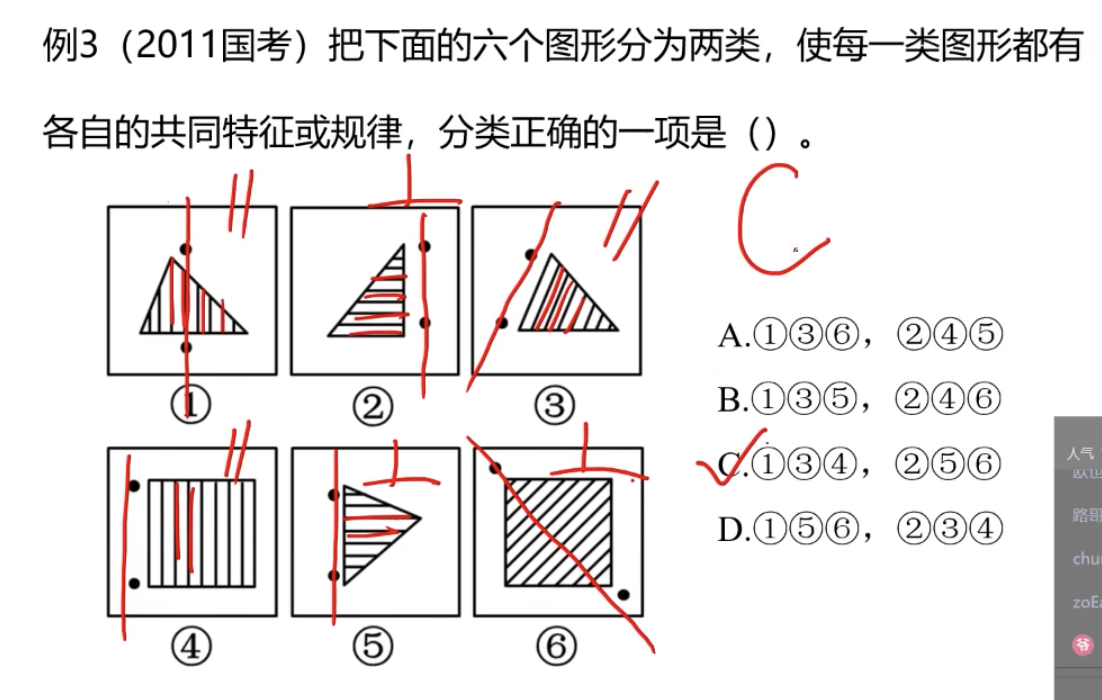 例3（2011国考）把下面的六个图形分为两类，使每一类图形都有
各自的共同特征或规律，分类正确的一项是（）。
C
① ② ③
④ ⑤ ⑥
A.①③⑥，②④⑤
B.①③⑤，②④⑥
C.①③④，②⑤⑥
D.①⑤⑥，②③④
人气
路哥
chu
zoEa
爷